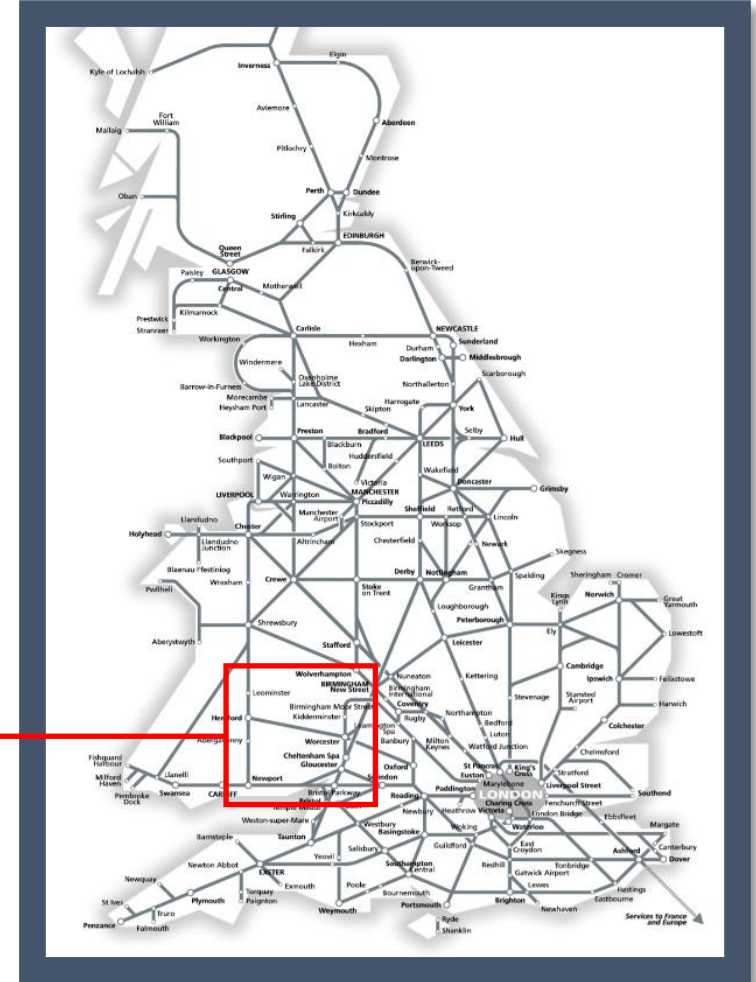 Elgin
Inverness
Kyle of Lochalsh
Aviemore
Fort
William
Aberdeen
Mallaig
Pitlochry
Montrose
Perth
Dundee
Oban
Kirkcaldy
Stirling
EDINBURGH
Queen
Street
Falkirk
Berwick-
upon-Tweed
Paisley
GLASGOW
Central
Motherwell
Kilmarnock
Prestwick
Stranraer
Carlisle
NEWCASTLE
Workington
Hexham
Sunderland
Durham
Darlington
Middlesbrough
Windermere
Scarborough
Oxenholme
Lake District
Barrow-in-Furness
Northallerton
Morecambe
Heysham Port
Lancaster
Harrogate
Skipton
York
Blackpool
Preston
Bradford
Selby
Hull
Blackburn
LEEDS
Huddersfield
Southport
Bolton
Wakefield
Wigan
Victoria
Doncaster
MANCHESTER
Piccadilly
Grimsby
LIVERPOOL
Warrington
Sheffield
Retford
Manchester
Airport
Lincoln
Llandudno
Stockport
Worksop
Holyhead
Chester
Llandudno
Junction
Altrincham
Chesterfield
Newark
Skegness
Blaenau Ffestiniog
Wrexham
Crewe
Derby
Nottingham
Spalding
Sheringham
Cromer
Pwllheli
Stoke
on Trent
Grantham
Kings
Lynn
Norwich
Great
Yarmouth
Loughborough
Shrewsbury
Peterborough
Ely
Lowestoft
Aberystwyth
Stafford
Leicester
Wolverhampton
Cambridge
BIRMINGHAM
New Street
Nuneaton
Kettering
Ipswich
Felixstowe
Birmingham
International
Leominster
Stevenage
Stansted
Airport
Birmingham Moor Street
Coventry
Harwich
Kidderminster
Rugby
Northampton
Hereford
Bedford
Colchester
Leamington
Spa
Luton
Worcester
Banbury
Milton
Keynes
Watford Junction
Abergavenny
Chelmsford
Cheltenham Spa
Fishguard
Harbour
Gloucester
Oxford
St Pancras
King's
Cross
Euston
Stratford
Milford
Haven
Llanelli
Newport
Swindon
Marylebone
Liverpool Street
Pembroke
Dock
Swansea
CARDIFF
Bristol Parkway
Reading
Paddington
LONDON
Southend
Fenchurch Street
Bristol
Temple Meads
Newbury
Heathrow
Victoria
Charing Cross
London Bridge
Ebbsfleet
Weston-super-Mare
Westbury
Basingstoke
Woking
Waterloo
Margate
Barnstaple
Taunton
Salisbury
Guildford
East
Croydon
Canterbury
Ashford
Dover
Yeovil
Newton Abbot
EXETER
Southampton
Central
Redhill
Gatwick Airport
Tonbridge
Newquay
Exmouth
Poole
Lewes
Hastings
Torquay
Paignton
Bournemouth
Eastbourne
St Ives
Plymouth
Weymouth
Portsmouth
Brighton
Newhaven
Truro
Falmouth
Penzance
Ryde
Shanklin
Services to France
and Europe